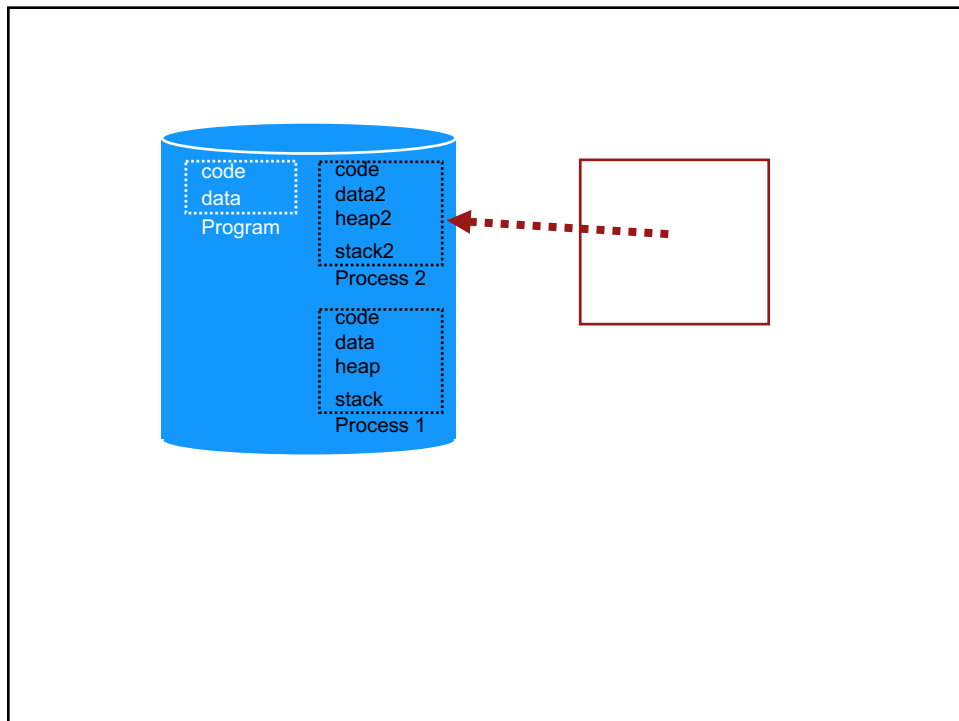 code
data
Program
code
data2
heap2
stack2
Process 2
code
data
heap
stack
Process 1